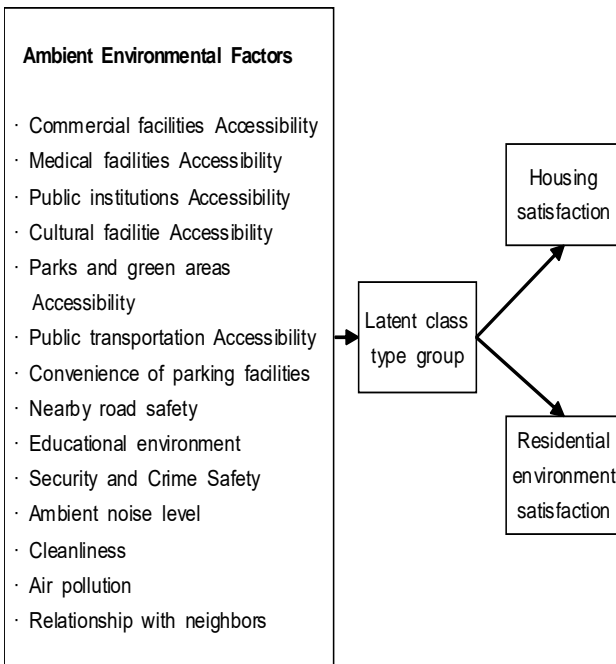 Ambient Environmental Factors
· Commercial facilities Accessibility
· Medical facilities Accessibility
· Public institutions Accessibility
· Cultural facilitie Accessibility
· Parks and green areas
Accessibility
· Public transportation Accessibility
· Convenience of parking facilities
· Nearby road safety
· Educational environment
· Security and Crime Safety
· Ambient noise level
· Cleanliness
· Air pollution
· Relationship with neighbors
Latent class
type group
Housing
satisfaction
Residential
environment
satisfaction